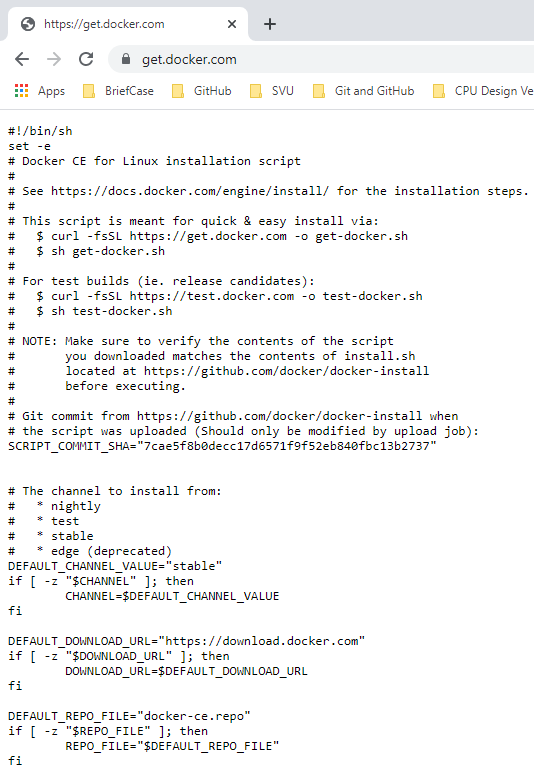 https://get.docker.com
get.docker.com
Apps BriefCase GitHub SVU Git and GitHub CPU Design Ve
#!/bin/sh
set -e
# Docker CE for Linux installation script
#
# See https://docs.docker.com/engine/install/ for the installation steps.
#
# This script is meant for quick & easy install via:
#   $ curl -fsSL https://get.docker.com -o get-docker.sh
#   $ sh get-docker.sh
#
# For test builds (ie. release candidates):
#   $ curl -fsSL https://test.docker.com -o test-docker.sh
#   $ sh test-docker.sh
#
# NOTE: Make sure to verify the contents of the script
#       you downloaded matches the contents of install.sh
#       located at https://github.com/docker/docker-install
#       before executing.
#
# Git commit from https://github.com/docker/docker-install when
# the script was uploaded (Should only be modified by upload job):
SCRIPT_COMMIT_SHA="7cae5f8b0decc17d6571f9f52eb840fbc13b2737"
# The channel to install from:
#   * nightly
#   * test
#   * stable
#   * edge (deprecated)
DEFAULT_CHANNEL_VALUE="stable"
if [ -z "$CHANNEL" ]; then
        CHANNEL=$DEFAULT_CHANNEL_VALUE
fi
DEFAULT_DOWNLOAD_URL="https://download.docker.com"
if [ -z "$DOWNLOAD_URL" ]; then
        DOWNLOAD_URL=$DEFAULT_DOWNLOAD_URL
fi
DEFAULT_REPO_FILE="docker-ce.repo"
if [ -z "$REPO_FILE" ]; then
        REPO_FILE="$DEFAULT_REPO_FILE"
fi